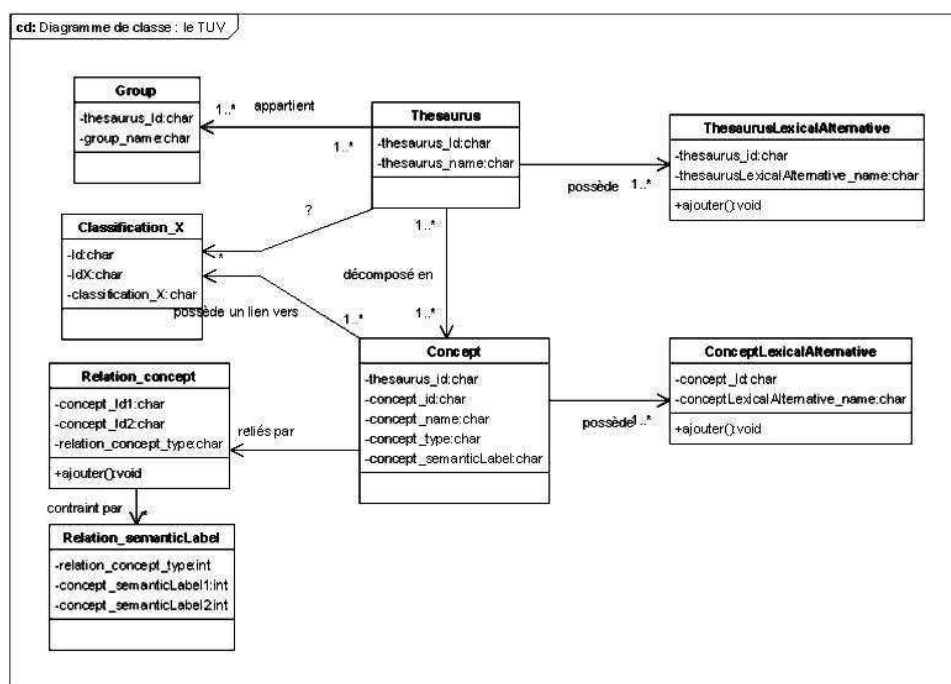 cd: Diagramme de classe : le TUV
Group
-thesaurus_Id:char
-group_name:char
1..*
appartient
1..*
Thesaurus
-thesaurus_Id:char
-thesaurus_name:char
ThesaurusLexicalAlternative
-thesaurus_id:char
-thesaurusLexicalAlternative_name:char
+ajouter():void
possède
1..*
?
Classification_X
-Id:char
-IdX:char
-classification_X:char
*
1..*
décomposé en
1..*
possède un lien vers
1..*
Concept
-thesaurus_id:char
-concept_id:char
-concept_name:char
-concept_type:char
-concept_semanticLabel:char
ConceptLexicalAlternative
-concept_Id:char
-conceptLexicalAlternative_name:char
+ajouter():void
possède
1..*
Relation_concept
-concept_Id1:char
-concept_Id2:char
-relation_concept_type:char
+ajouter():void
reliés par
contraint par
*
Relation_semanticLabel
-relation_concept_type:int
-concept_semanticLabel1:int
-concept_semanticLabel2:int